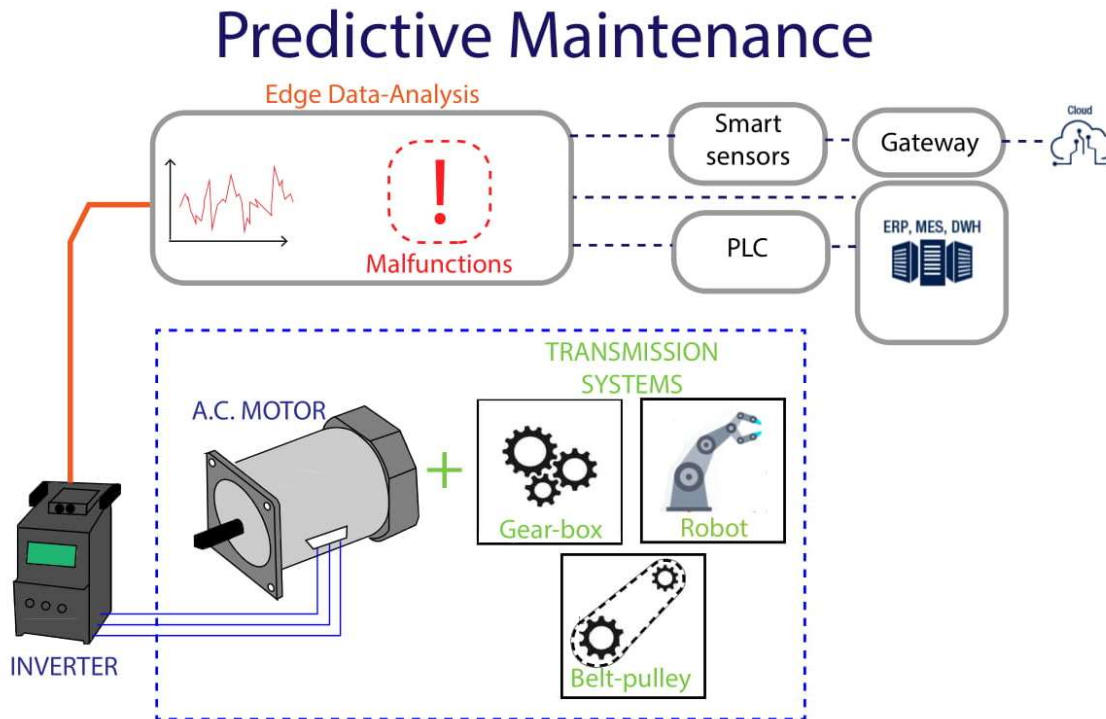 Predictive Maintenance
Edge Data-Analysis
Malfunctions
Smart
sensors
Gateway
Cloud
PLC
ERP, MES, DWH
TRANSMISSION
SYSTEMS
A.C. MOTOR
+
Gear-box
Robot
Belt-pulley
INVERTER